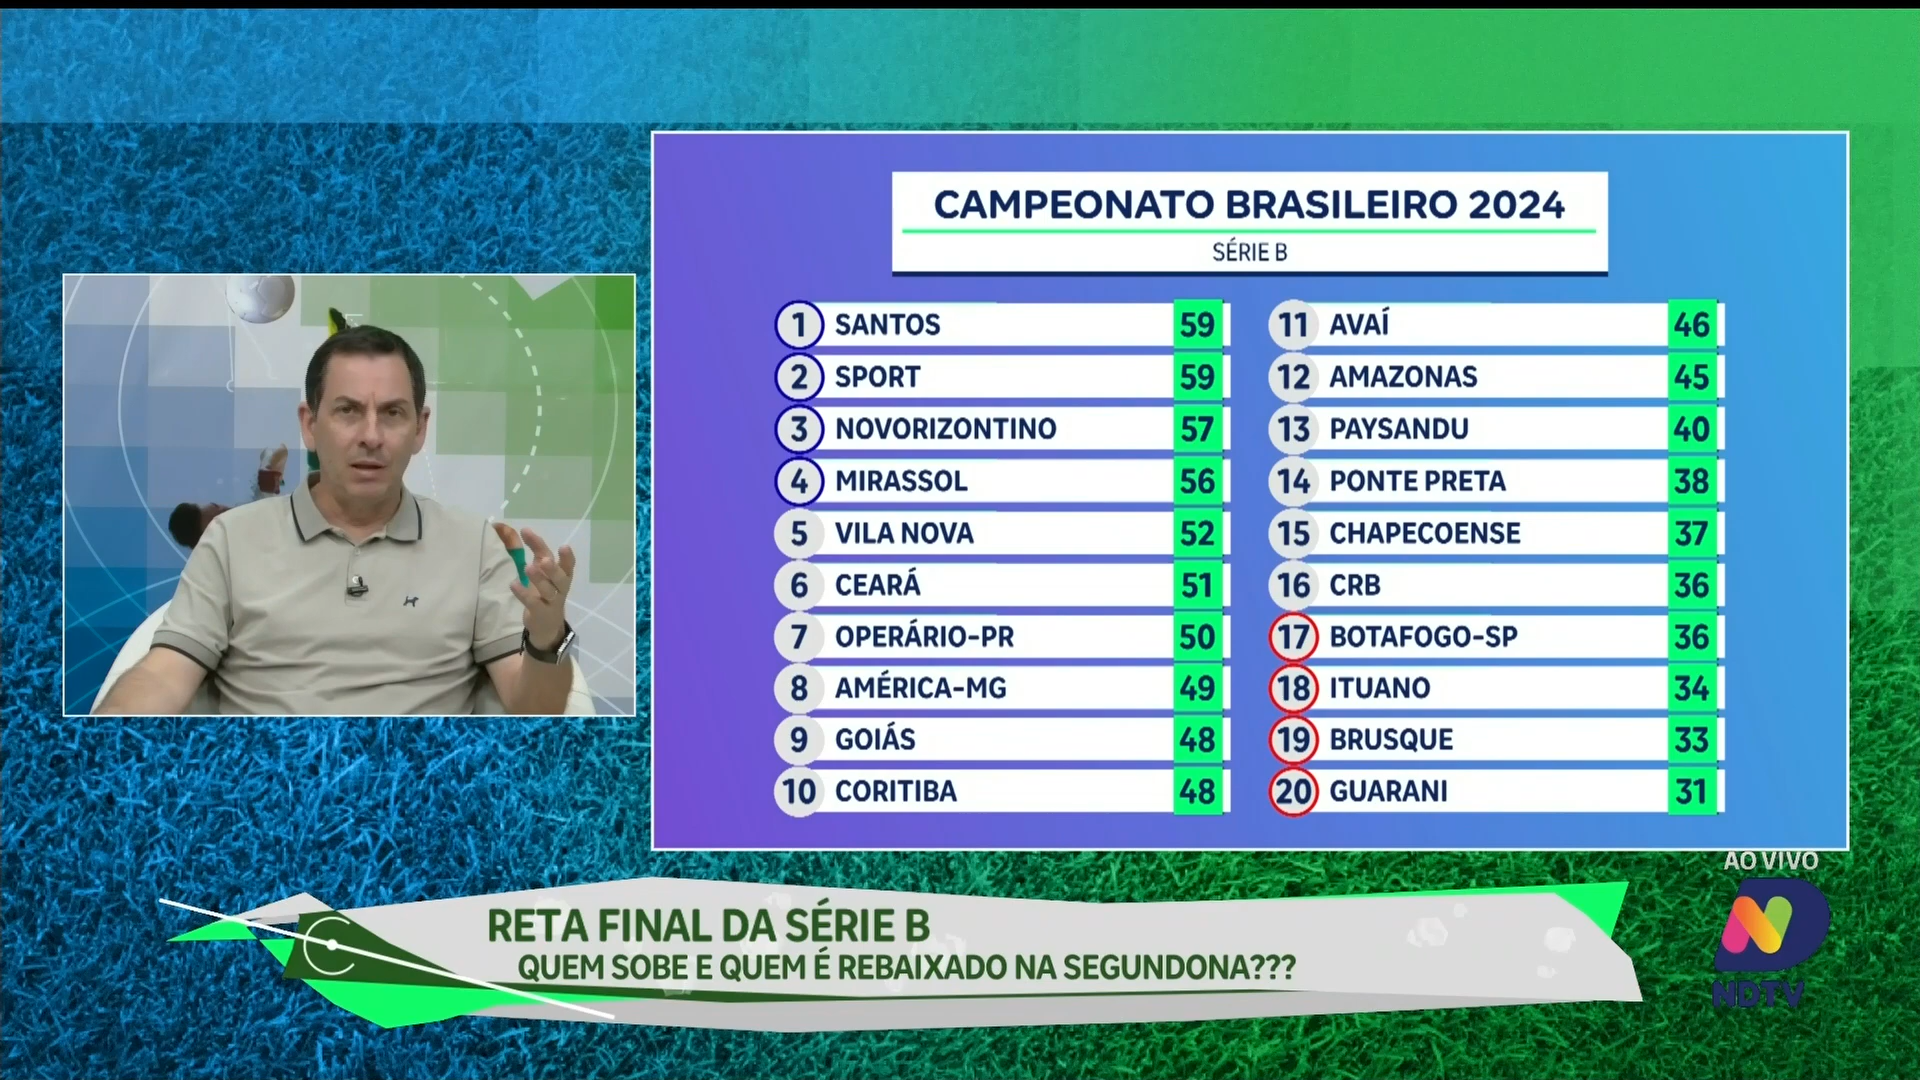 CAMPEONATO BRASILEIRO 2024
SÉRIE B
1 SANTOS 59
2 SPORT 59
3 NOVORIZONTINO 57
4 MIRASSOL 56
5 VILA NOVA 52
6 CEARÁ 51
7 OPERÁRIO-PR 50
8 AMÉRICA-MG 49
9 GOIÁS 48
10 CORITIBA 48
11 AVAÍ 46
12 AMAZONAS 45
13 PAYSANDU 40
14 PONTE PRETA 38
15 CHAPECOENSE 37
16 CRB 36
17 BOTAFOGO-SP 36
18 ITUANO 34
19 BRUSQUE 33
20 GUARANI 31
AO VIVO
RETA FINAL DA SÉRIE B
QUEM SOBE E QUEM É REBAIXADO NA SEGUNDONA???
N
NDTV